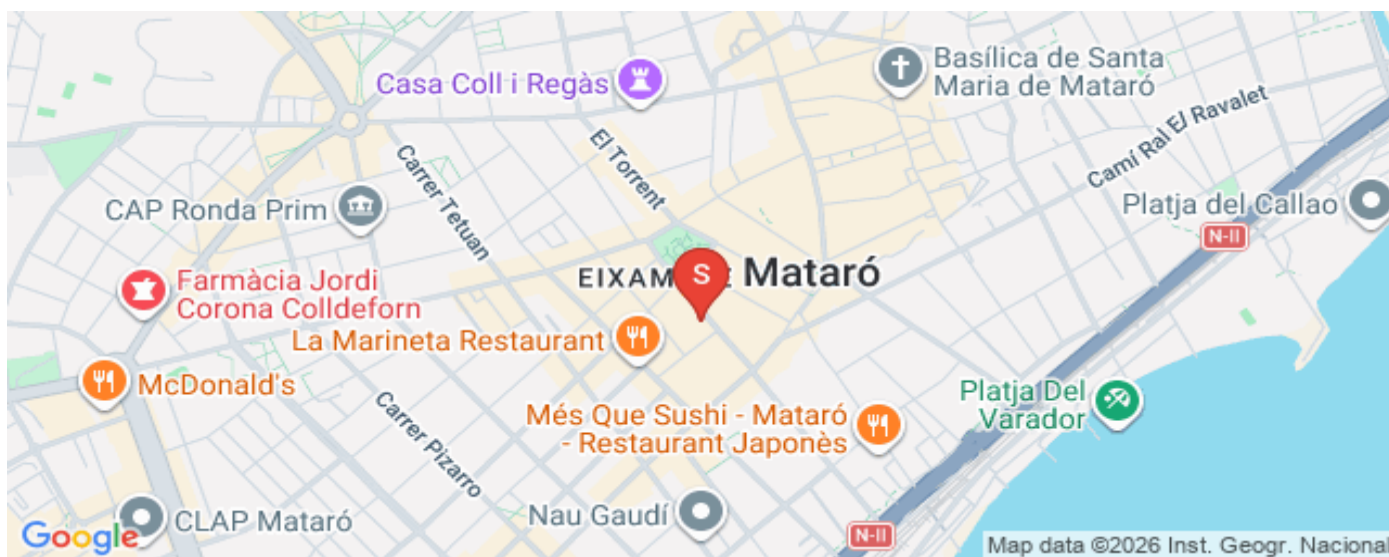 Basílica de Santa
Maria de Mataró
Casa Coll i Regàs
El Torrent
Camí Ral El Ravalet
Carrer Tetuan
CAP Ronda Prim
Platja del Callao
N-II
Farmàcia Jordi
Corona Colldeforn
S
Mataró
La Marineta Restaurant
McDonald's
Platja Del
Varador
Carrer Pizarro
Més Que Sushi - Mataró
- Restaurant Japonès
CLAP Mataró
Nau Gaudí
N-II
Google
Map data ©2026 Inst. Geogr. Nacional